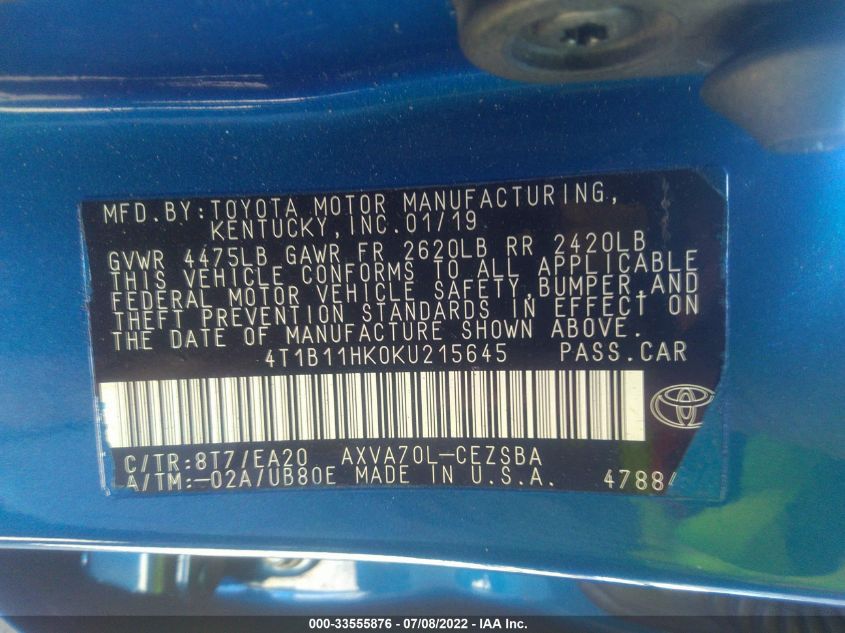 MFD.BY:TOYOTA MOTOR MANUFACTURING,
KENTUCKY,INC.01/19
GVWR 4475LB GAWR FR 2620LB RR 2420LB
THIS VEHICLE CONFORMS TO ALL APPLICABLE
FEDERAL MOTOR VEHICLE SAFETY,BUMPER,AND
THEFT PREVENTION STANDARDS IN EFFECT ON
THE DATE OF MANUFACTURE SHOWN ABOVE.
4T1B11HK0KU215645 PASS.CAR
C/TR:8T7/EA20 AXVA70L-CEZSBA
A/TM:-02A/UB80E MADE IN U.S.A. 4788
000-33555876 - 07/08/2022 - IAA Inc.